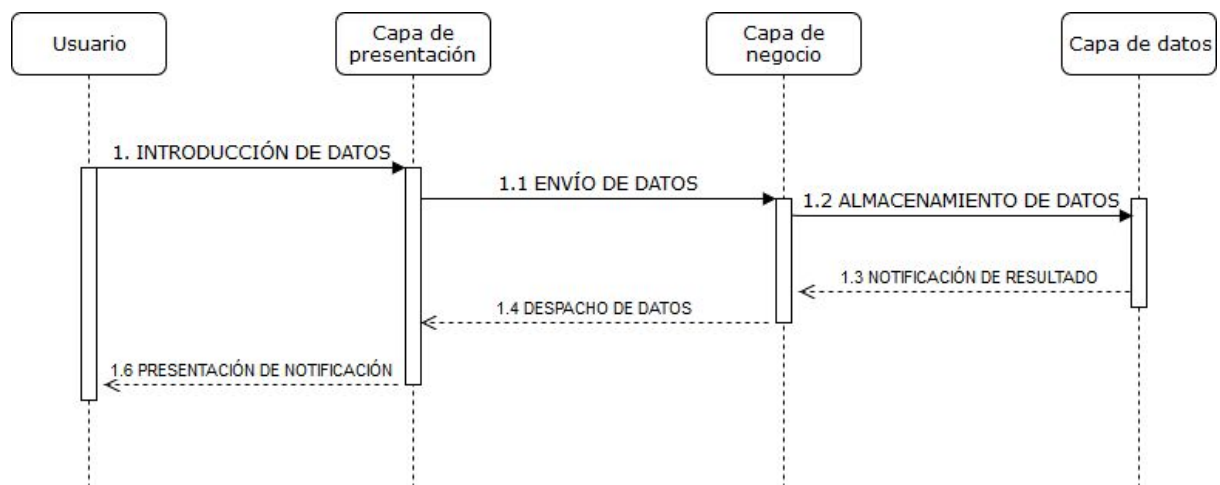 Usuario
Capa de
presentación
Capa de
negocio
Capa de datos
1. INTRODUCCIÓN DE DATOS
1.1 ENVÍO DE DATOS
1.2 ALMACENAMIENTO DE DATOS
1.3 NOTIFICACIÓN DE RESULTADO
1.4 DESPACHO DE DATOS
1.6 PRESENTACIÓN DE NOTIFICACIÓN